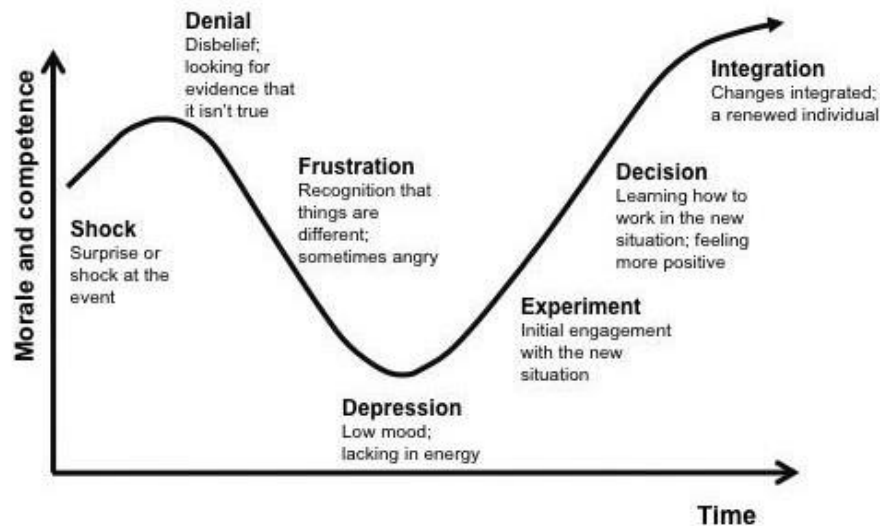 Denial
Disbelief;
looking for
evidence that
it isn't true
Integration
Changes integrated;
a renewed individual
Frustration
Recognition that
things are
different;
sometimes angry
Decision
Learning how to
work in the new
situation; feeling
more positive
Shock
Surprise or
shock at the
event
Experiment
Initial engagement
with the new
situation
Depression
Low mood;
lacking in energy
Morale and competence
Time